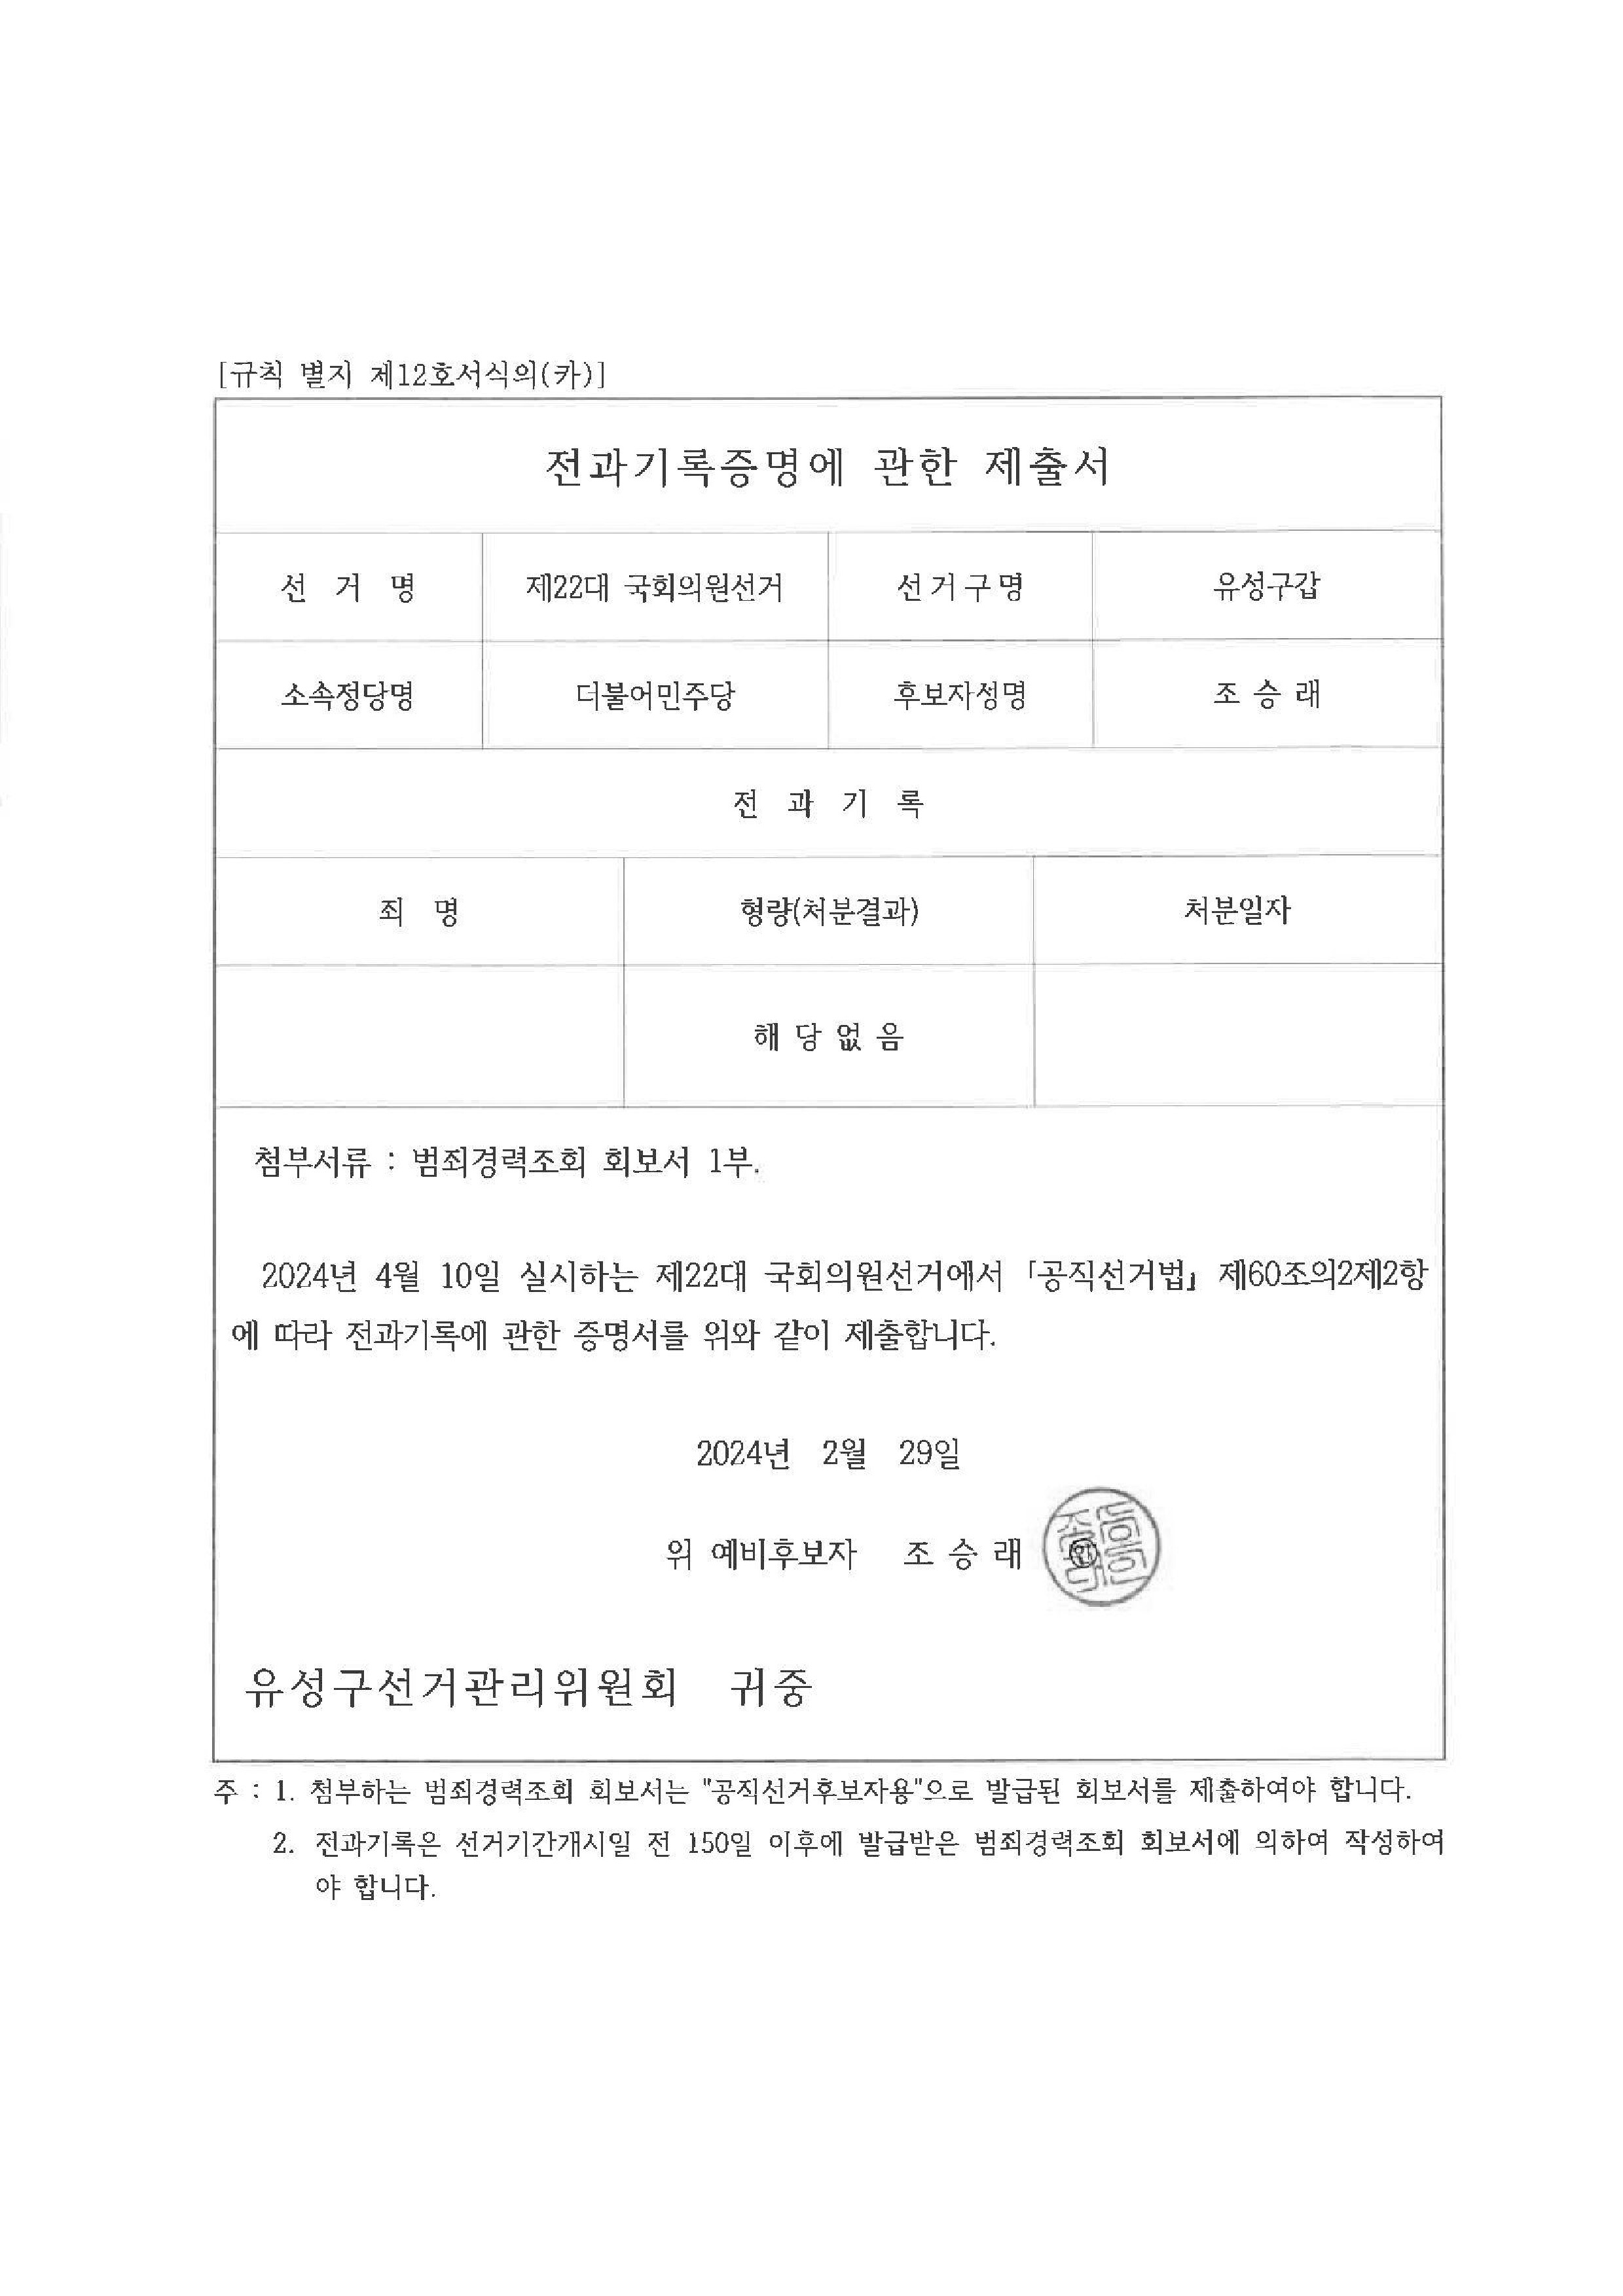 [규칙 별지 제12호서식의(카)]
전과기록증명에 관한 제출서
선 거 명 제22대 국회의원선거 선거구명 유성구갑
소속정당명 더불어민주당 후보자성명 조 승 래
전 과 기 록
죄 명 형량(처분결과) 처분일자
해 당 없 음
첨부서류 : 범죄경력조회 회보서 1부.
2024년 4월 10일 실시하는 제22대 국회의원선거에서 「공직선거법」 제60조의2제2항
에 따라 전과기록에 관한 증명서를 위와 같이 제출합니다.
2024년 2월 29일
위 예비후보자 조 승 래 ㊞
유성구선거관리위원회 귀중
주 : 1. 첨부하는 범죄경력조회 회보서는 "공직선거후보자용"으로 발급된 회보서를 제출하여야 합니다.
2. 전과기록은 선거기간개시일 전 150일 이후에 발급받은 범죄경력조회 회보서에 의하여 작성하여
야 합니다.